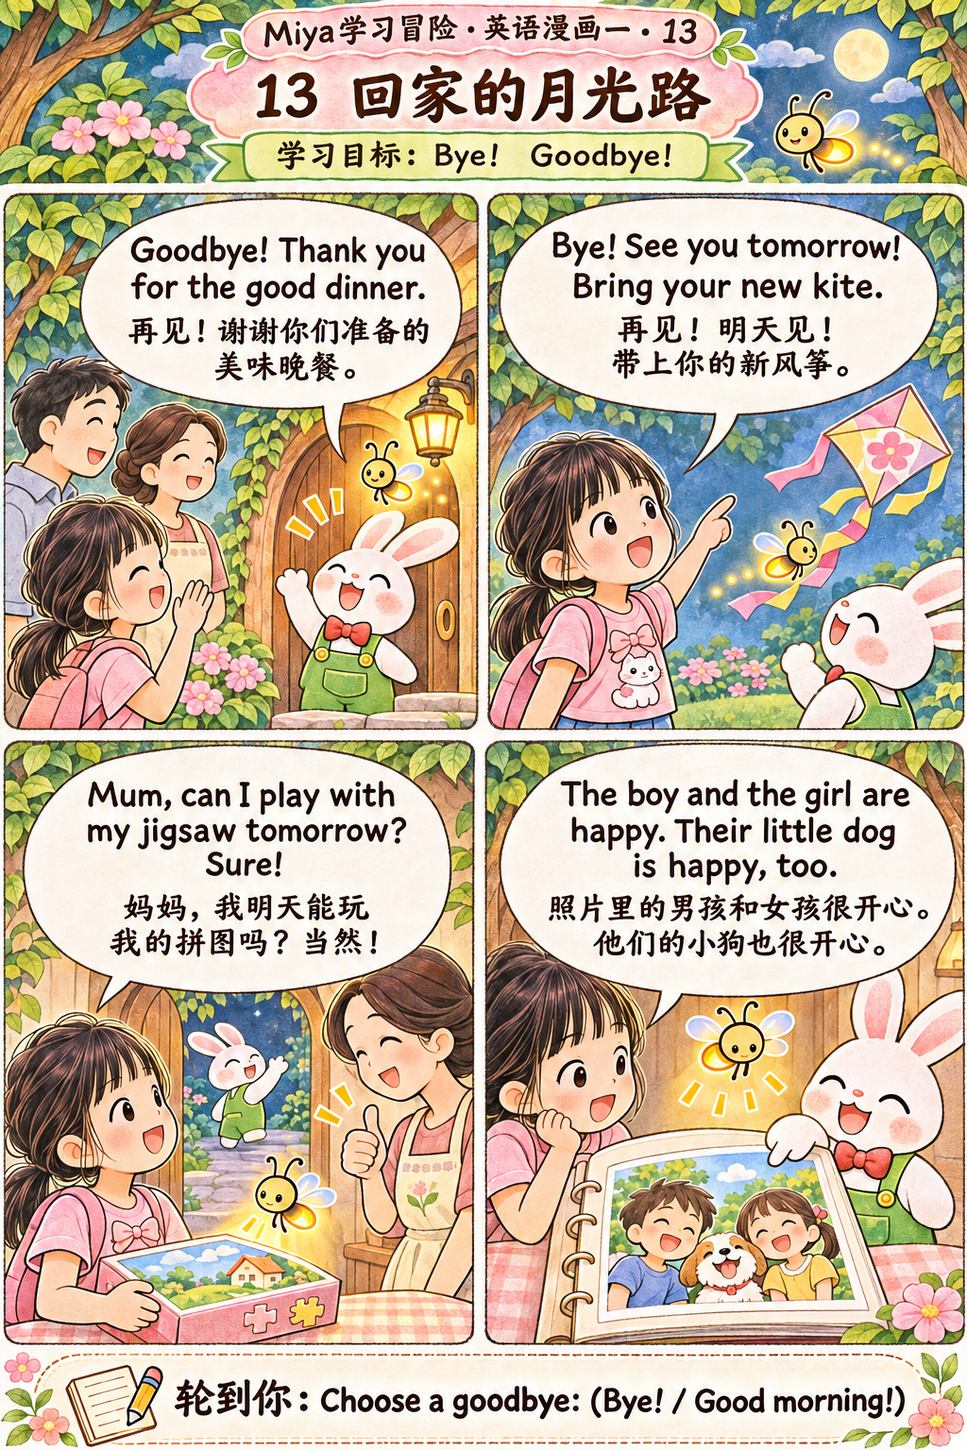 Miya学习冒险·英语漫画一·13
13 回家的月光路
学习目标：Bye! Goodbye!
Goodbye! Thank you
for the good dinner.
再见！谢谢你们准备的
美味晚餐。
Bye! See you tomorrow!
Bring your new kite.
再见！明天见！
带上你的新风筝。
Mum, can I play with
my jigsaw tomorrow?
Sure!
妈妈，我明天能玩
我的拼图吗？当然！
The boy and the girl are
happy. Their little dog
is happy, too.
照片里的男孩和女孩很开心。
他们的小狗也很开心。
轮到你：Choose a goodbye: (Bye! / Good morning!)